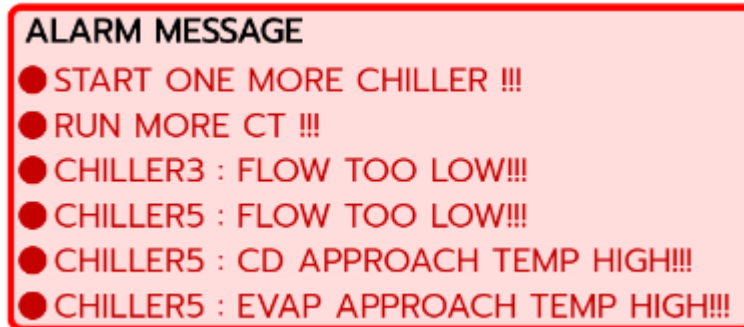 ALARM MESSAGE
START ONE MORE CHILLER !!!
RUN MORE CT !!!
CHILLER3 : FLOW TOO LOW!!!
CHILLER5 : FLOW TOO LOW!!!
CHILLER5 : CD APPROACH TEMP HIGH!!!
CHILLER5 : EVAP APPROACH TEMP HIGH!!!